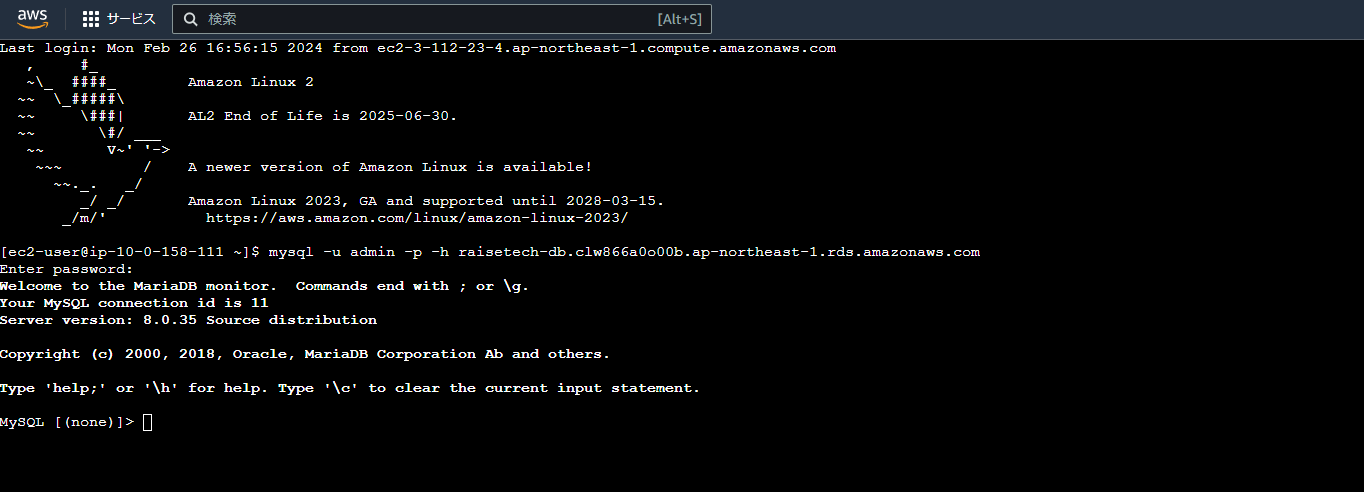 aws サービス 検索 [Alt+S]
Last login: Mon Feb 26 16:56:15 2024 from ec2-3-112-23-4.ap-northeast-1.compute.amazonaws.com
   ,     #_
   ~\_  ####_        Amazon Linux 2
  ~~  \_#####\
  ~~     \###|       AL2 End of Life is 2025-06-30.
  ~~       \#/ ___
   ~~       V~' '->
    ~~~         /    A newer version of Amazon Linux is available!
      ~~._.   _/
         _/ _/       Amazon Linux 2023, GA and supported until 2028-03-15.
       _/m/'           https://aws.amazon.com/linux/amazon-linux-2023/
[ec2-user@ip-10-0-158-111 ~]$ mysql -u admin -p -h raisetech-db.clw866a0o00b.ap-northeast-1.rds.amazonaws.com
Enter password:
Welcome to the MariaDB monitor.  Commands end with ; or \g.
Your MySQL connection id is 11
Server version: 8.0.35 Source distribution
Copyright (c) 2000, 2018, Oracle, MariaDB Corporation Ab and others.
Type 'help;' or '\h' for help. Type '\c' to clear the current input statement.
MySQL [(none)]>